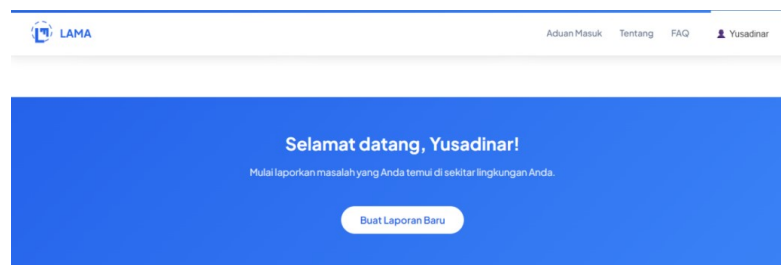 LAMA
Aduan Masuk Tentang FAQ Yusadinar
Selamat datang, Yusadinar!
Mulai laporkan masalah yang Anda temui di sekitar lingkungan Anda.
Buat Laporan Baru